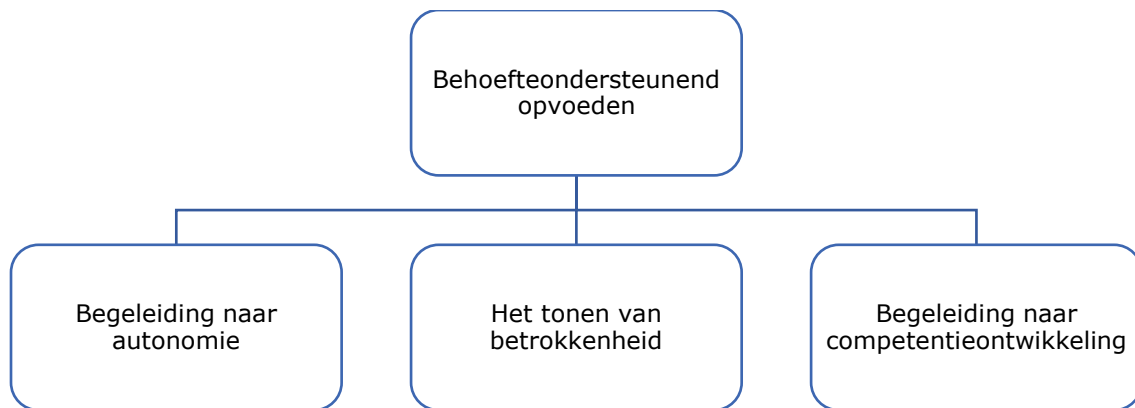 Behoefteondersteunend
opvoeden
Begeleiding naar
autonomie
Het tonen van
betrokkenheid
Begeleiding naar
competentieontwikkeling